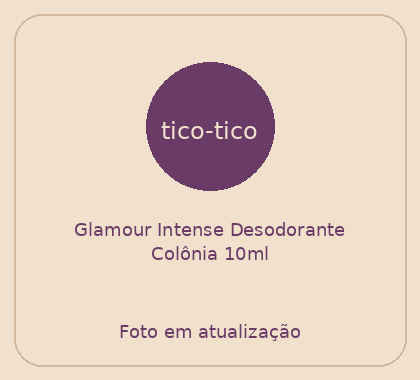 tico-tico
Glamour Intense Desodorante
Colônia 10ml
Foto em atualização